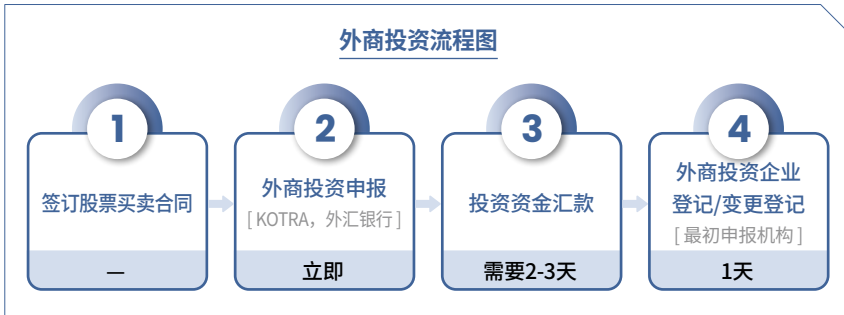 外商投资流程图
1
签订股票买卖合同
—
2
外商投资申报
[ KOTRA，外汇银行 ]
立即
3
投资资金汇款
需要2-3天
4
外商投资企业
登记/变更登记
[ 最初申报机构 ]
1天